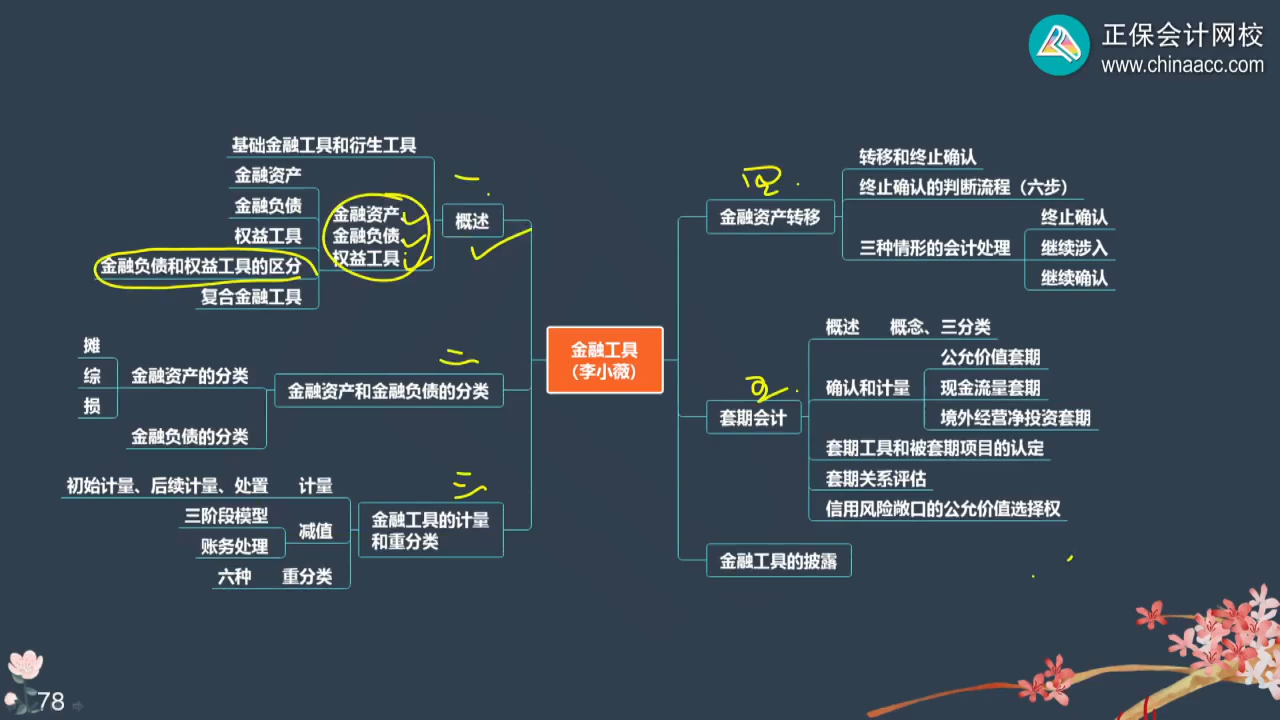 正保会计网校
www.chinaacc.com
基础金融工具和衍生工具
金融资产
金融负债
权益工具
金融负债和权益工具的区分
复合金融工具
金融资产
金融负债
权益工具
一.
概述
摊
综
损
金融资产的分类
金融负债的分类
二
金融资产和金融负债的分类
初始计量、后续计量、处置
计量
三阶段模型
账务处理
减值
六种
重分类
三
金融工具的计量
和重分类
金融工具
(李小薇)
四.
金融资产转移
转移和终止确认
终止确认的判断流程（六步）
三种情形的会计处理
终止确认
继续涉入
继续确认
套期会计
概述
概念、三分类
确认和计量
公允价值套期
现金流量套期
境外经营净投资套期
套期工具和被套期项目的认定
套期关系评估
信用风险敞口的公允价值选择权
金融工具的披露
78